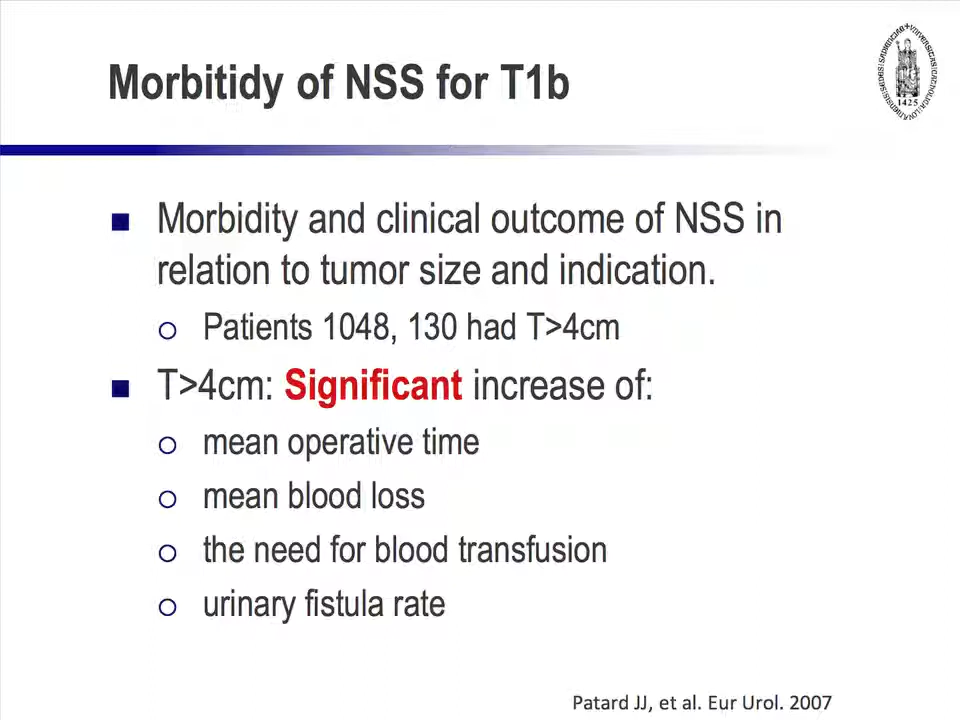 Morbitidy of NSS for T1b
1425
Morbidity and clinical outcome of NSS in
relation to tumor size and indication.
Patients 1048, 130 had T>4cm
T>4cm: Significant increase of:
mean operative time
mean blood loss
the need for blood transfusion
urinary fistula rate
Patard JJ, et al. Eur Urol. 2007